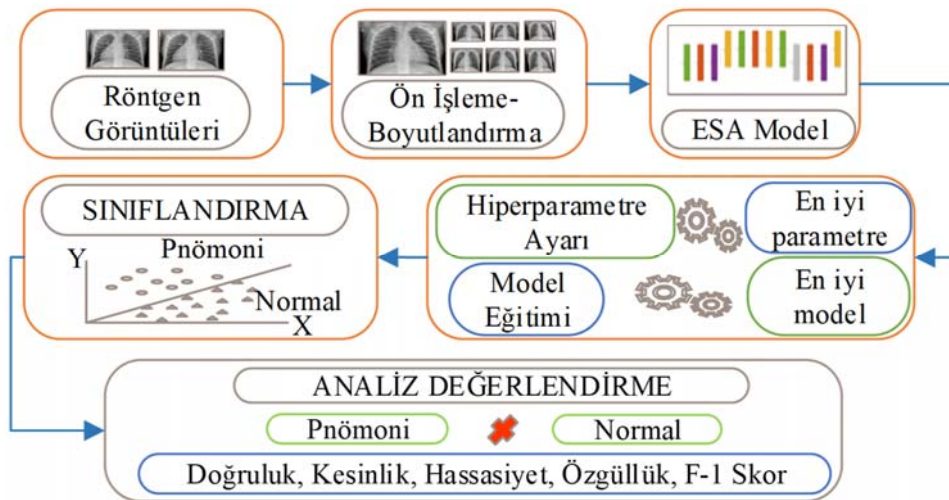 Röntgen
Görüntüleri
Ön İşleme-
Boyutlandırma
ESA Model
Hiperparametre
Ayarı
En iyi
parametre
Model
Eğitimi
En iyi
model
SINIFLANDIRMA
Y
Pnömoni
Normal
X
ANALİZ DEĞERLENDİRME
Pnömoni
Normal
Doğruluk, Kesinlik, Hassasiyet, Özgüllük, F-1 Skor